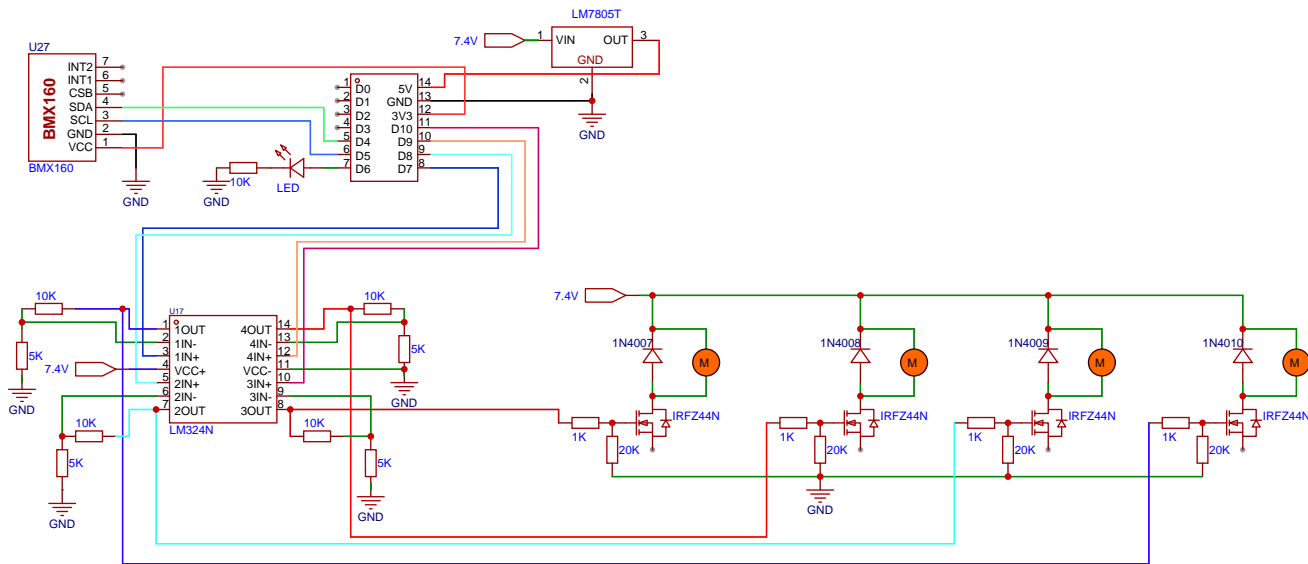 LM7805T
7.4V
1
VIN
OUT
3
GND
2
GND
U27
BMX160
INT2
7
INT1
6
CSB
5
SDA
4
SCL
3
GND
2
VCC
1
BMX160
GND
1
D0
2
D1
3
D2
4
D3
5
D4
6
D5
7
D6
5V
14
GND
13
3V3
12
D10
11
D9
10
D8
9
D7
8
10K
LED
GND
10K
U17
10K
1
1OUT
2
1IN-
3
1IN+
4
VCC+
5
2IN+
6
2IN-
7
2OUT
4OUT
14
4IN-
13
4IN+
12
VCC-
11
3IN+
10
3IN-
9
3OUT
8
LM324N
5K
7.4V
GND
5K
GND
10K
5K
GND
10K
5K
GND
7.4V
1N4007
M
1N4008
M
1N4009
M
1N4010
M
IRFZ44N
1K
20K
IRFZ44N
1K
20K
IRFZ44N
1K
20K
IRFZ44N
1K
20K
GND